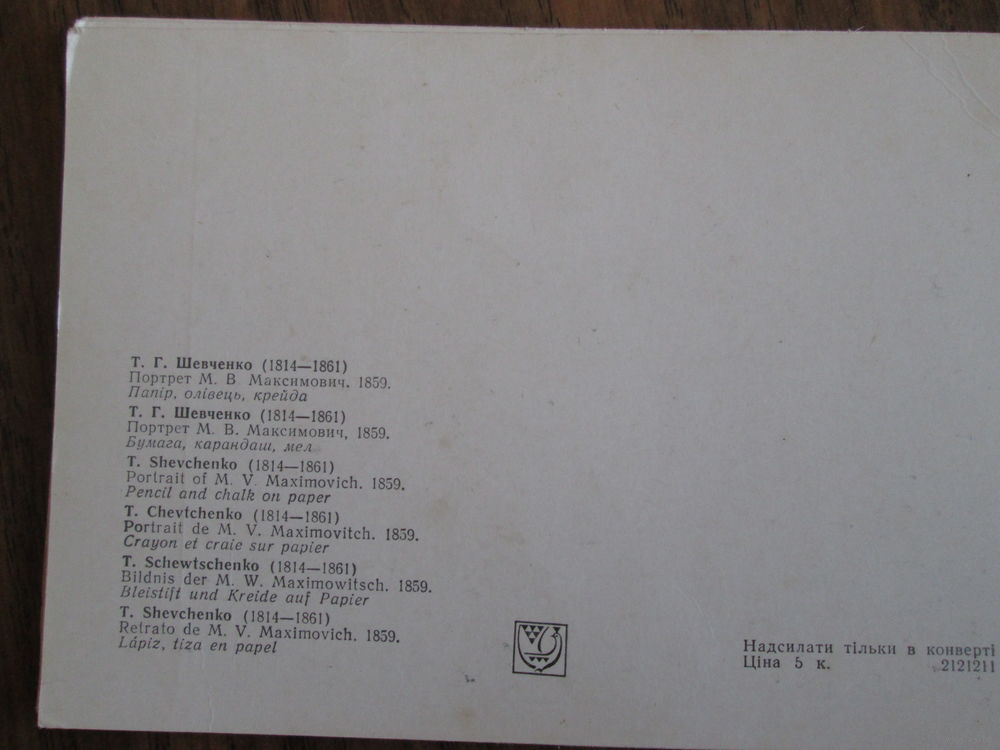 Т. Г. Шевченко (1814—1861)
Портрет М. В Максимович. 1859.
Папір, олівець, крейда
Т. Г. Шевченко (1814—1861)
Портрет М. В. Максимович, 1859.
Бумага, карандаш, мел
T. Shevchenko (1814—1861)
Portrait of M. V. Maximovich. 1859.
Pencil and chalk on paper
T. Chevtchenko (1814—1861)
Portrait de M. V. Maximovitch. 1859.
Crayon et craie sur papier
T. Schewtschenko (1814—1861)
Bildnis der M. W. Maximowitsch. 1859.
Bleistift und Kreide auf Papier
T. Shevchenko (1814—1861)
Retrato de M. V. Maximovich. 1859.
Lápiz, tiza en papel
Надсилати тільки в конверті
Ціна 5 к. 2121211